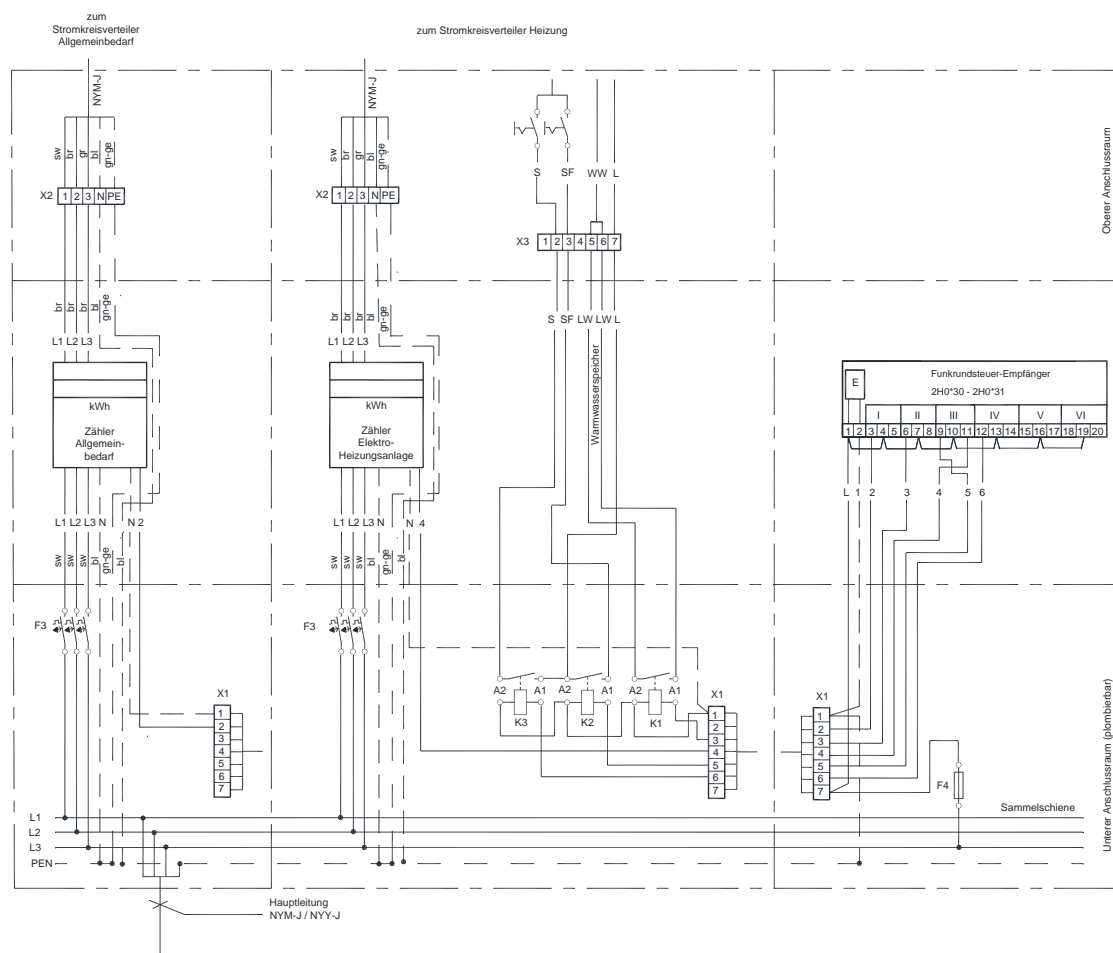 zum
Stromkreisverteiler
Allgemeinbedarf
zum Stromkreisverteiler Heizung
NYM-J
NYM-J
sw br gr bl gn-ge
sw br gr bl gn-ge
S SF WW L
X2 1 2 3 N PE
X2 1 2 3 N PE
X3 1 2 3 4 5 6 7
Oberer Anschlussraum
br br br bl gn-ge
br br br bl gn-ge
S SF LW LW L
L1 L2 L3
L1 L2 L3
Warmwasserspeicher
kWh
Zähler
Allgemein-
bedarf
kWh
Zähler
Elektro-
Heizungsanlage
E
Funkrundsteuer-Empfänger
2H0*30 - 2H0*31
I II III IV V VI
1 2 3 4 5 6 7 8 9 10 11 12 13 14 15 16 17 18 19 20
L 1 2 3 4 5 6
L1 L2 L3 N N 2
L1 L2 L3 N N 4
sw sw sw bl gn-ge bl
sw sw sw bl gn-ge bl
F3
F3
A2 A1 A2 A1 A2 A1
K3 K2 K1
X1
1
2
3
4
5
6
7
X1
1
2
3
4
5
6
7
X1
1
2
3
4
5
6
7
F4
Sammelschiene
Unterer Anschlussraum (plombierbar)
L1
L2
L3
PEN
Hauptleitung
NYM-J / NYY-J